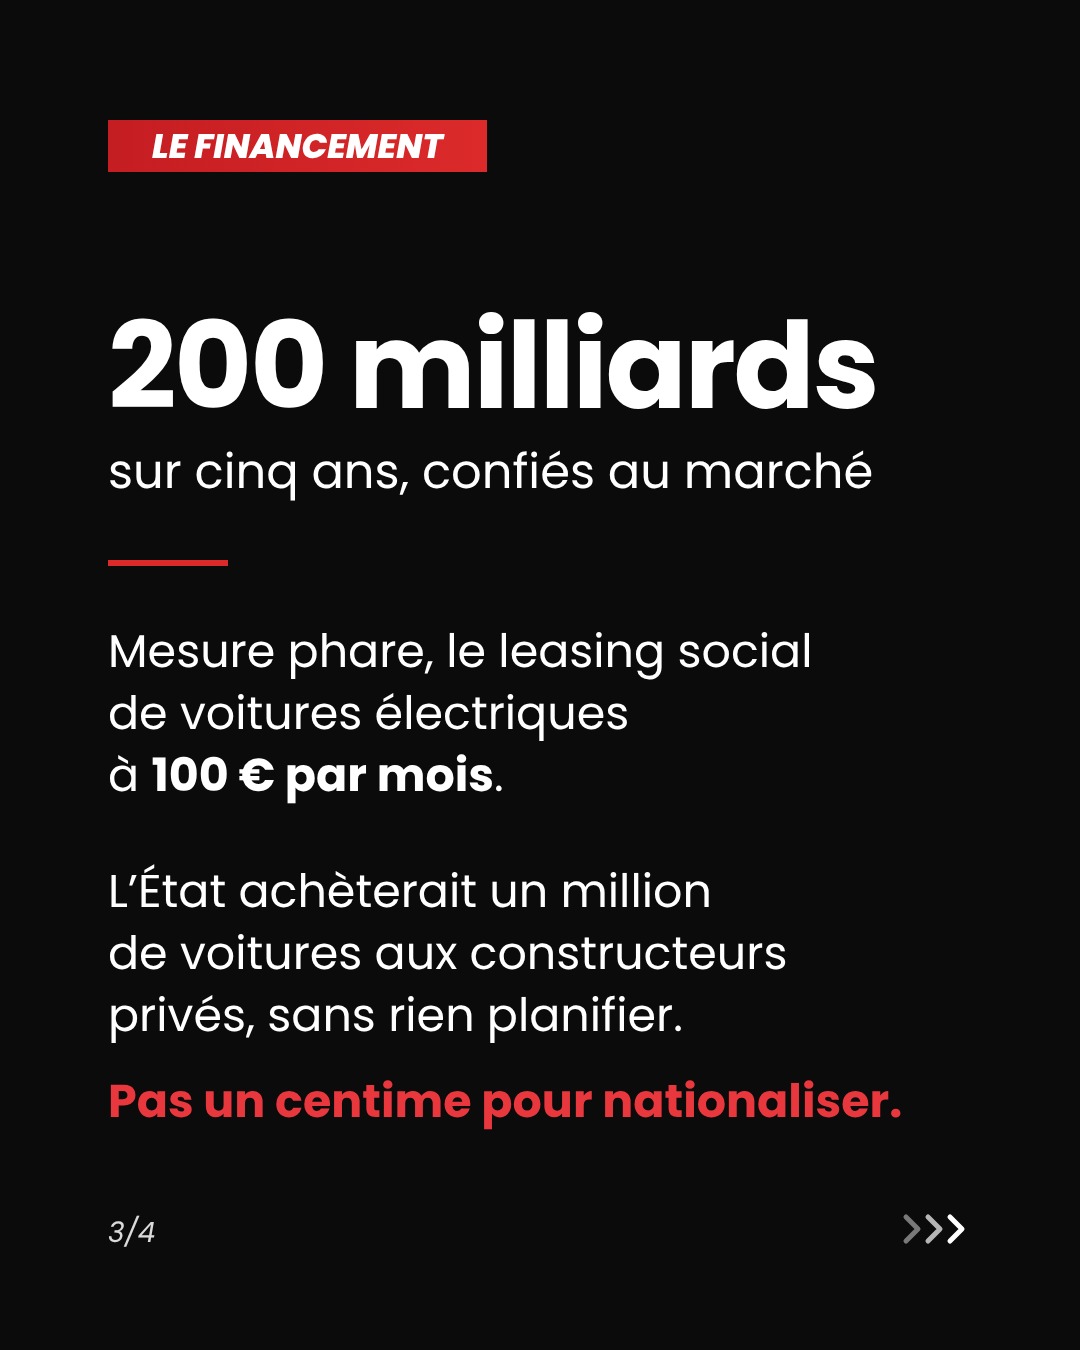 LE FINANCEMENT
200 milliards
sur cinq ans, confiés au marché
Mesure phare, le leasing social
de voitures électriques
à 100 € par mois.
L’État achèterait un million
de voitures aux constructeurs
privés, sans rien planifier.
Pas un centime pour nationaliser.
3/4